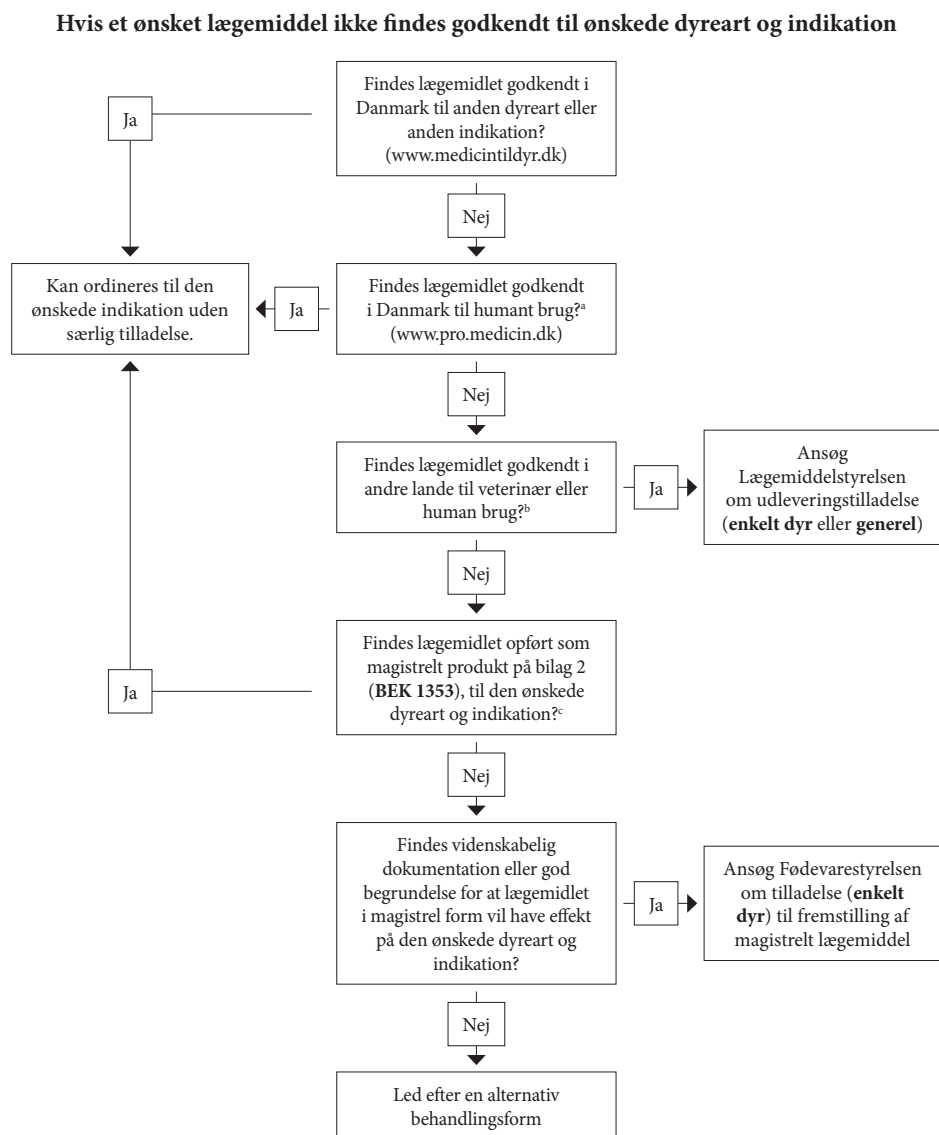 Hvis et ønsket lægemiddel ikke findes godkendt til ønskede dyreart og indikation
Findes lægemidlet godkendt i
Danmark til anden dyreart eller
anden indikation?
(www.medicintildyr.dk)
Ja
Nej
Kan ordineres til den
ønskede indikation uden
særlig tilladelse.
Ja
Findes lægemidlet godkendt
i Danmark til humant brug?ᵃ
(www.pro.medicin.dk)
Nej
Findes lægemidlet godkendt i
andre lande til veterinær eller
human brug?ᵇ
Ja
Ansøg
Lægemiddelstyrelsen
om udleveringstilladelse
(enkelt dyr eller generel)
Nej
Findes lægemidlet opført som
magistrelt produkt på bilag 2
(BEK 1353), til den ønskede
dyreart og indikation?ᶜ
Ja
Nej
Findes videnskabelig
dokumentation eller god
begrundelse for at lægemidlet
i magistrel form vil have effekt
på den ønskede dyreart og
indikation?
Ja
Ansøg Fødevarestyrelsen
om tilladelse (enkelt
dyr) til fremstilling af
magistrelt lægemiddel
Nej
Led efter en alternativ
behandlingsform